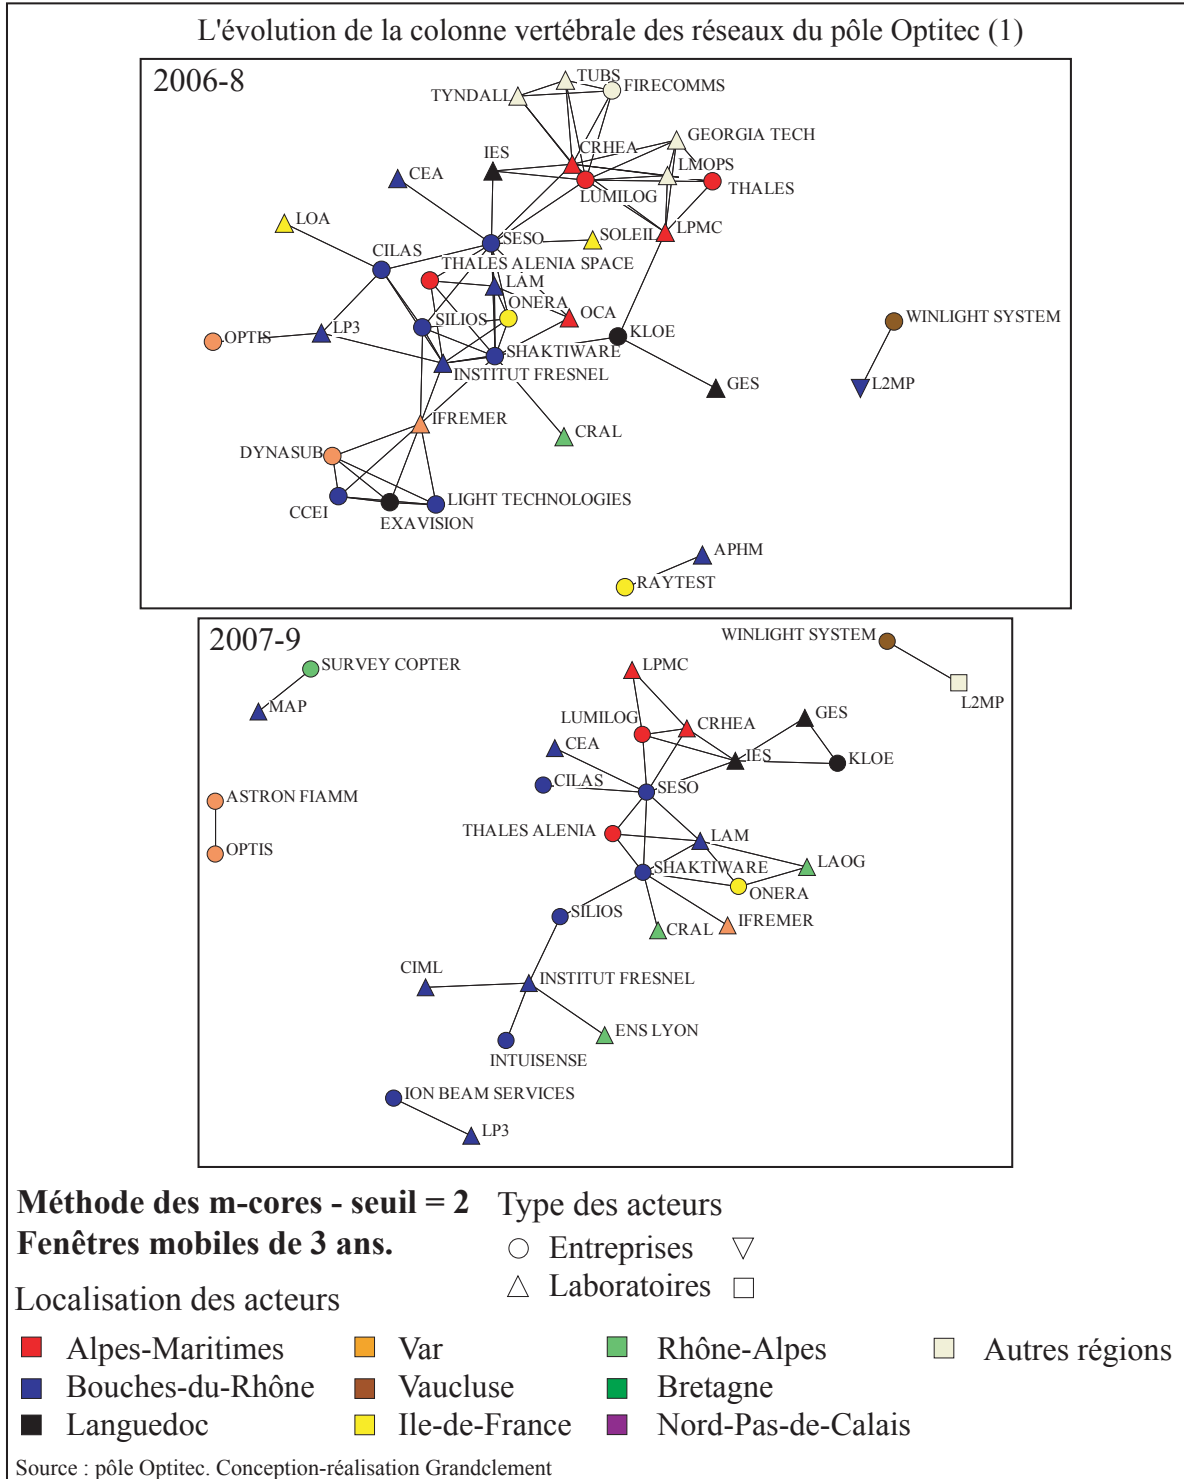 L'évolution de la colonne vertébrale des réseaux du pôle Optitec (1)
2006-8
TUBS
TYNDALL
FIRECOMMS
GEORGIA TECH
IES
CRHEA
LMOPS
CEA
THALES
LUMILOG
LOA
LPMC
SESO
SOLEIL
CILAS
THALES ALENIA SPACE
LAM
ONERA
OCA
WINLIGHT SYSTEM
SILIOS
OPTIS
LP3
KLOE
SHAKTIWARE
INSTITUT FRESNEL
GES
L2MP
IFREMER
CRAL
DYNASUB
LIGHT TECHNOLOGIES
CCEI
EXAVISION
APHM
RAYTEST
2007-9
WINLIGHT SYSTEM
SURVEY COPTER
LPMC
L2MP
MAP
LUMILOG
CRHEA
GES
CEA
IES
KLOE
CILAS
SESO
ASTRON FIAMM
THALES ALENIA
LAM
OPTIS
SHAKTIWARE
LAOG
ONERA
SILIOS
IFREMER
CRAL
CIML
INSTITUT FRESNEL
ENS LYON
INTUISENSE
ION BEAM SERVICES
LP3
Méthode des m-cores - seuil = 2
Fenêtres mobiles de 3 ans.
Type des acteurs
Entreprises
Laboratoires
Localisation des acteurs
Alpes-Maritimes
Var
Rhône-Alpes
Autres régions
Bouches-du-Rhône
Vaucluse
Bretagne
Languedoc
Ile-de-France
Nord-Pas-de-Calais
Source : pôle Optitec. Conception-réalisation Grandclement